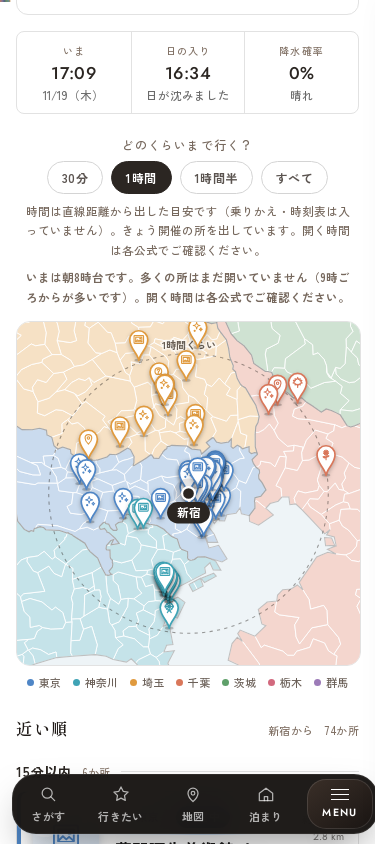 いま
17:09
11/19（木）
日の入り
16:34
日が沈みました
降水確率
0%
晴れ
どのくらいまで行く？
30分
1時間
1時間半
すべて
時間は直線距離から出した目安です（乗りかえ・時刻表は入
っていません）。きょう開催の所を出しています。開く時間
は各公式でご確認ください。
いまは朝8時台です。多くの所はまだ開いていません（9時ご
ろからが多いです）。開く時間は各公式でご確認ください。
1時間くらい
新宿
東京
神奈川
埼玉
千葉
茨城
栃木
群馬
近い順
新宿から 74か所
15分以内 6か所
さがす
行きたい
地図
泊まり
MENU
2.8 km